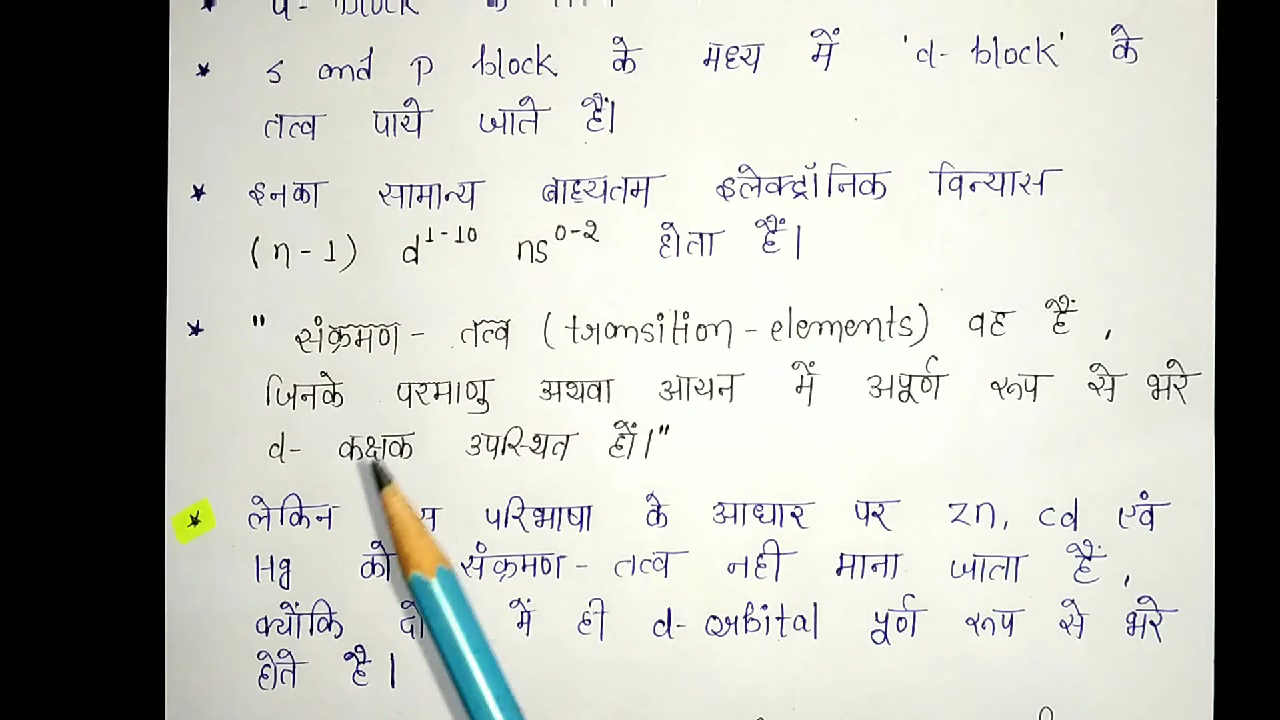 d- block के
* s and p block के मध्य में 'd- block' के
तत्व पाये जाते हैं।
* इनका सामान्य बाह्यतम इलेक्ट्रॉनिक विन्यास
(n-1) d¹⁻¹⁰ ns⁰⁻² होता हैं।
* " संक्रमण- तत्व (transition-elements) वह हैं ,
जिनके परमाणु अथवा आयन में अपूर्ण रूप से भरे
d- कक्षक उपस्थित हों।"
* लेकिन परिभाषा के आधार पर Zn, Cd एवं
Hg को संक्रमण- तत्व नही माना जाता हैं ,
क्योंकि में ही d- orbital पूर्ण रूप से भरे
होते है।